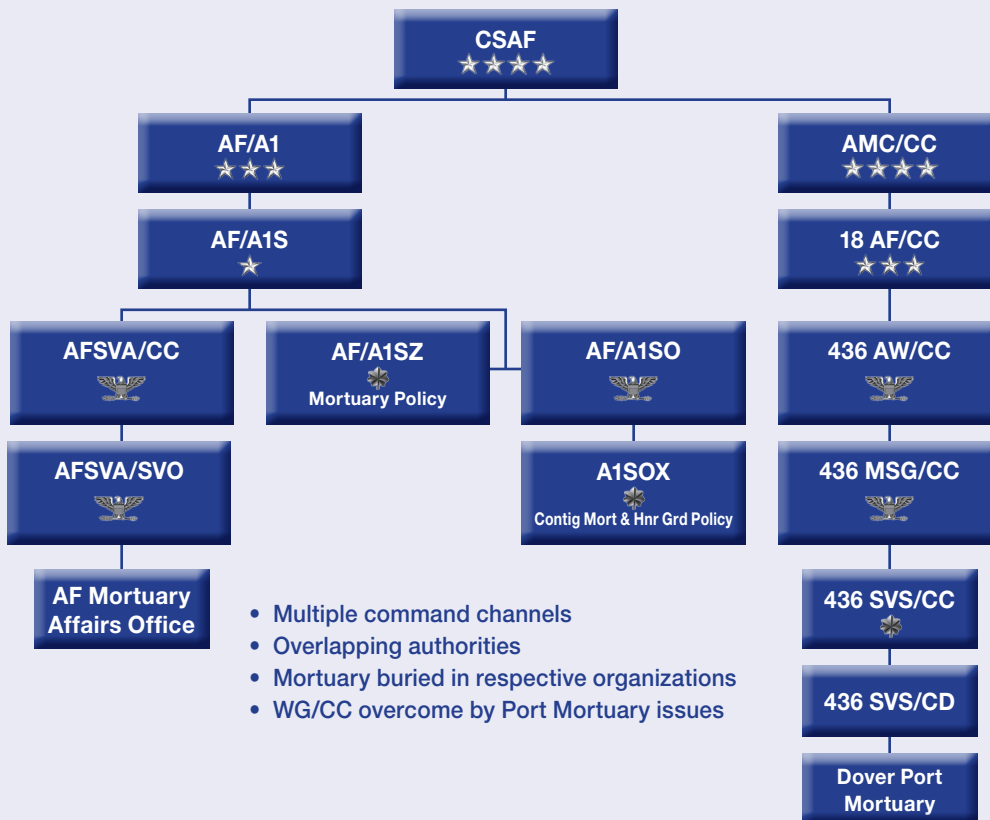 CSAF
AF/A1
AMC/CC
AF/A1S
18 AF/CC
AFSVA/CC
AF/A1SZ
Mortuary Policy
AF/A1SO
436 AW/CC
AFSVA/SVO
A1SOX
Contig Mort & Hnr Grd Policy
436 MSG/CC
AF Mortuary
Affairs Office
• Multiple command channels
• Overlapping authorities
• Mortuary buried in respective organizations
• WG/CC overcome by Port Mortuary issues
436 SVS/CC
436 SVS/CD
Dover Port
Mortuary